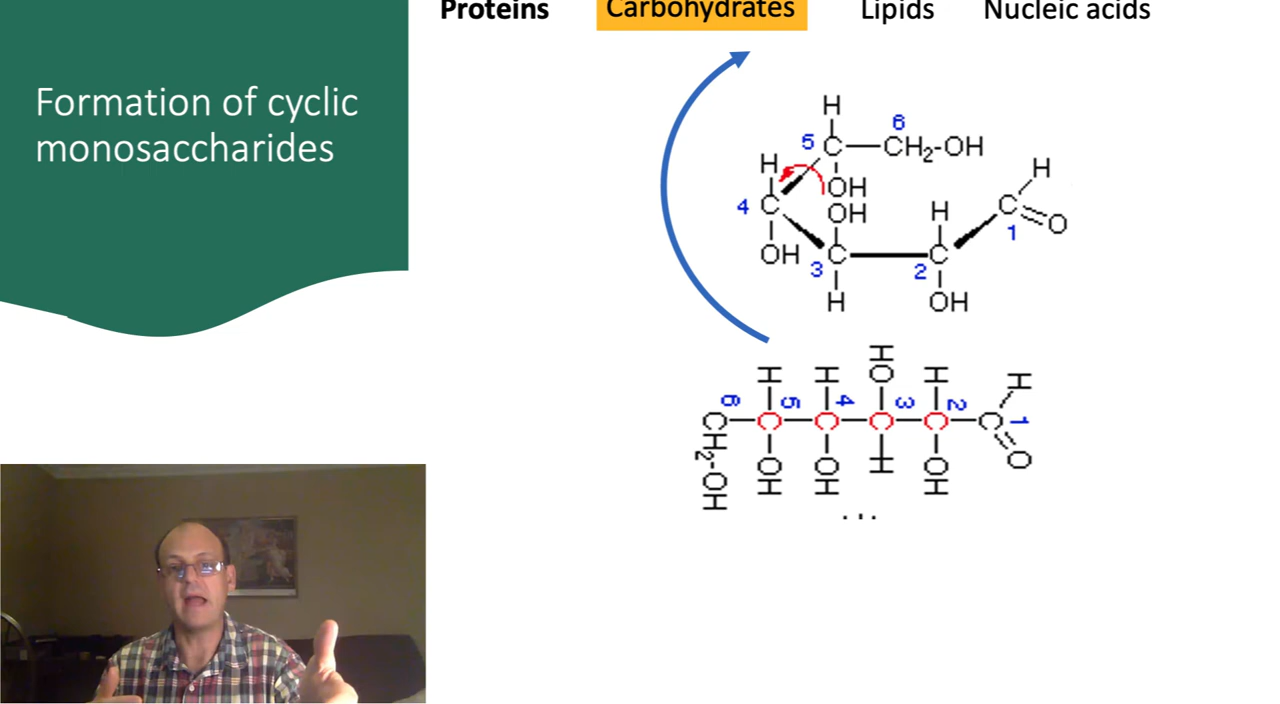 Proteins Carbohydrates Lipids Nucleic acids
Formation of cyclic
monosaccharides
H
6
5 C CH2-OH
H H
OH
4 C OH H C
1 O
OH C C
3 2
H OH
HO
H H H H
6 5 4 3 2 1
C C C C C C
CH2-OH OH OH H OH O